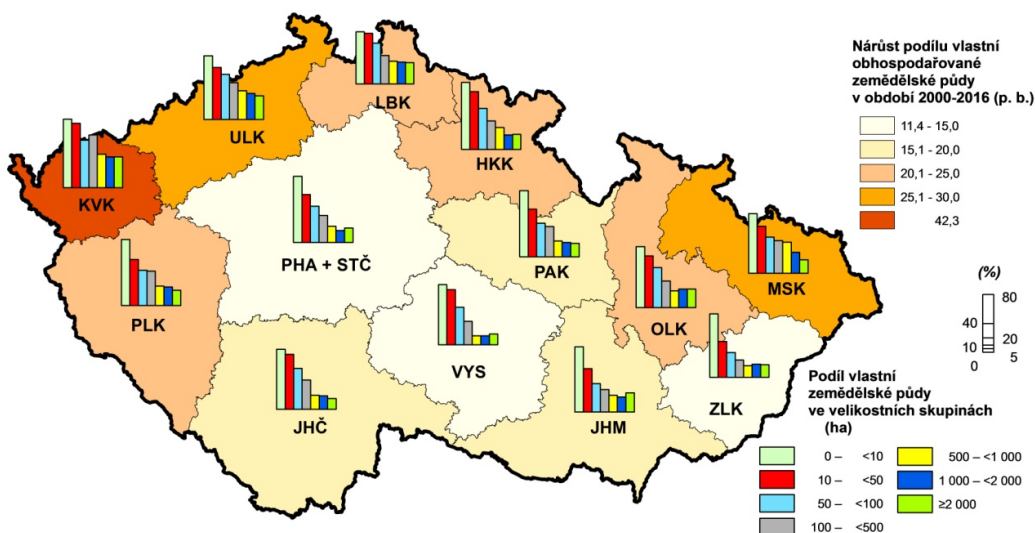 Nárůst podílu vlastní
obhospodařované
zemědělské půdy
v období 2000-2016 (p. b.)
11,4 - 15,0
15,1 - 20,0
20,1 - 25,0
25,1 - 30,0
42,3
LBK
ULK
HKK
KVK
PHA + STČ
PAK
MSK
PLK
OLK
VYS
ZLK
JHČ
JHM
(%)
80
40
20
10
5
0
Podíl vlastní
zemědělské půdy
ve velikostních skupinách
(ha)
0 – <10
10 – <50
50 – <100
100 – <500
500 – <1 000
1 000 – <2 000
≥2 000